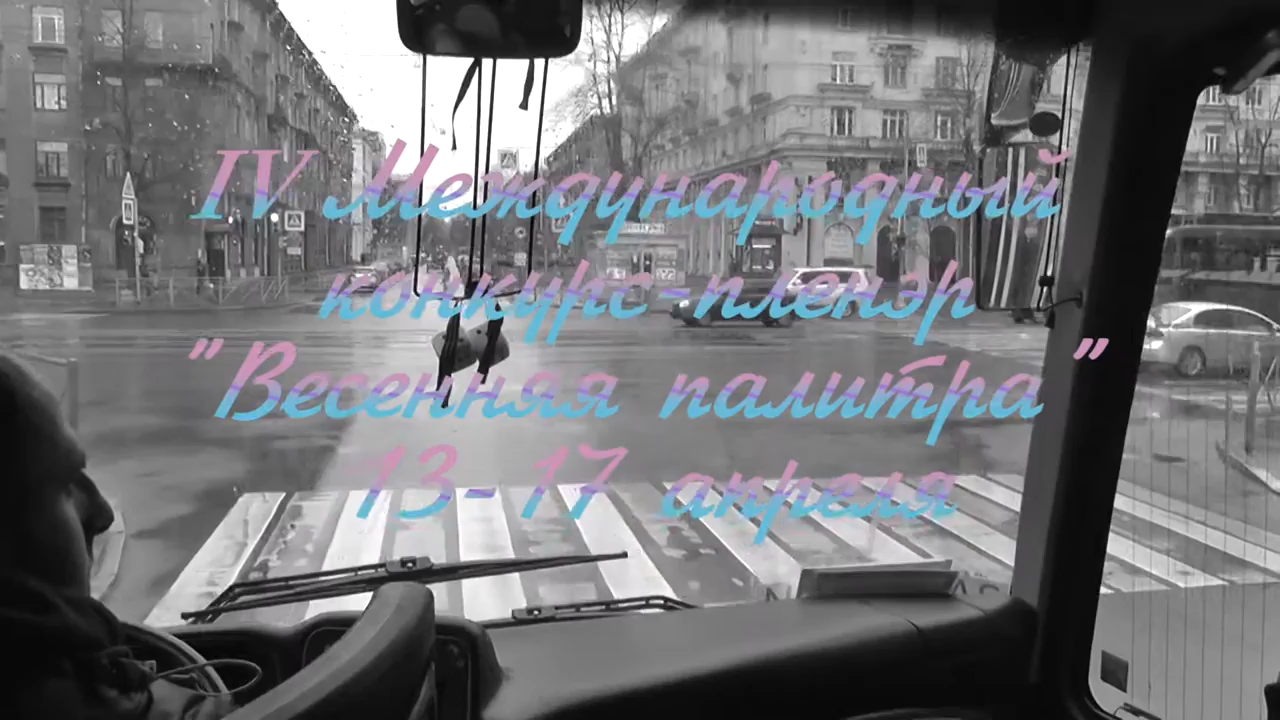 IV Международный
конкурс-пленэр
"Весенняя палитра"
13-17 апреля